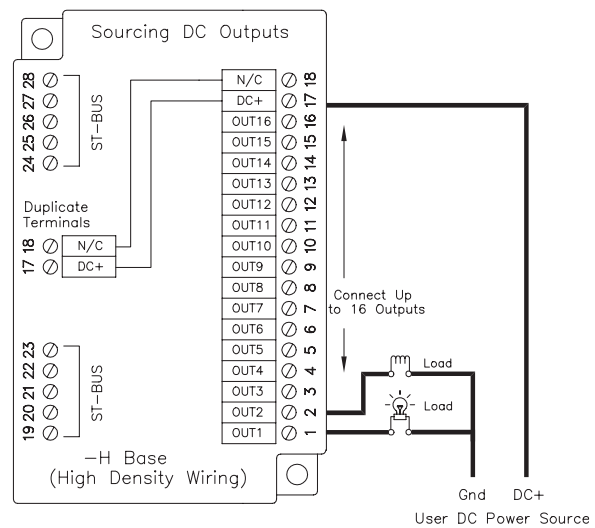 Sourcing DC Outputs
28
27
26
25
24
ST-BUS
Duplicate
Terminals
18 N/C
17 DC+
23
22
21
20
19
ST-BUS
N/C 18
DC+ 17
OUT16 16
OUT15 15
OUT14 14
OUT13 13
OUT12 12
OUT11 11
OUT10 10
OUT9 9
OUT8 8
OUT7 7
OUT6 6
OUT5 5
OUT4 4
OUT3 3
OUT2 2
OUT1 1
Connect Up
to 16 Outputs
Load
Load
-H Base
(High Density Wiring)
Gnd DC+
User DC Power Source